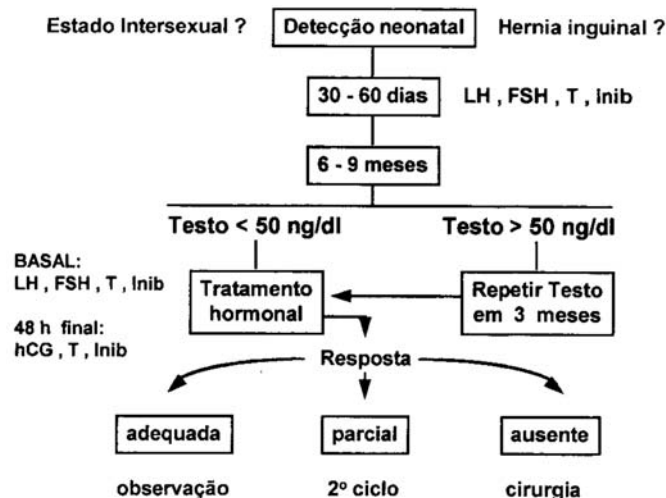 Estado Intersexual ? Detecção neonatal Hernia inguinal ?
30 - 60 dias LH , FSH , T , Inib
6 - 9 meses
Testo < 50 ng/dl Testo > 50 ng/dl
BASAL:
LH , FSH , T , Inib
48 h final:
hCG , T , Inib
Tratamento
hormonal
Repetir Testo
em 3 meses
Resposta
adequada parcial ausente
observação 2º ciclo cirurgia